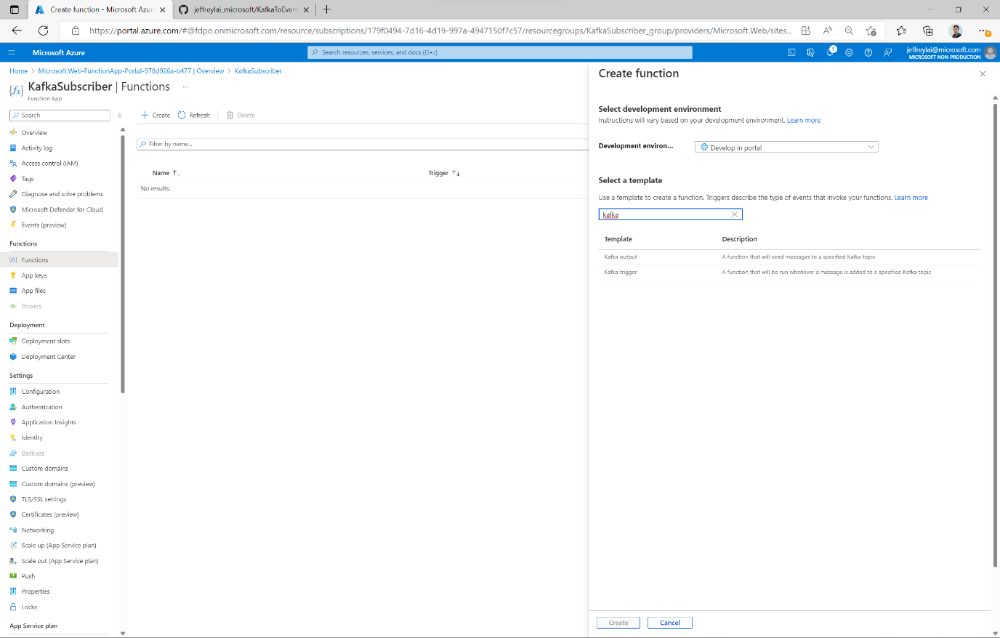 Create function - Microsoft Azur
jeffreylai_microsoft/KafkaToEven
https://portal.azure.com/#@fdpo.onmicrosoft.com/resource/subscriptions/179f0494-7d16-4d19-997a-4947150f7c57/resourcegroups/KafkaSubscriber_group/providers/Microsoft.Web/sites...
Microsoft Azure
Search resources, services, and docs (G+/)
3
jeffreylai@microsoft.com
MICROSOFT NON-PRODUCTION
Home > Microsoft.Web-FunctionApp-Portal-978d926a-b477 | Overview > KafkaSubscriber
KafkaSubscriber | Functions ...
Function App
Search
«
Overview
Activity log
Access control (IAM)
Tags
Diagnose and solve problems
Microsoft Defender for Cloud
Events (preview)
Functions
Functions
App keys
App files
Proxies
Deployment
Deployment slots
Deployment Center
Settings
Configuration
Authentication
Application Insights
Identity
Backups
Custom domains
Custom domains (preview)
TLS/SSL settings
Certificates (preview)
Networking
Scale up (App Service plan)
Scale out (App Service plan)
Push
Properties
Locks
App Service plan
Create Refresh Delete
Filter by name...
Name Trigger
No results.
Create function
Select development environment
Instructions will vary based on your development environment. Learn more
Development environ... Develop in portal
Select a template
Use a template to create a function. Triggers describe the type of events that invoke your functions. Learn more
kafka
Template Description
Kafka output A function that will send messages to a specified Kafka topic
Kafka trigger A function that will be run whenever a message is added to a specified Kafka topic
Create Cancel